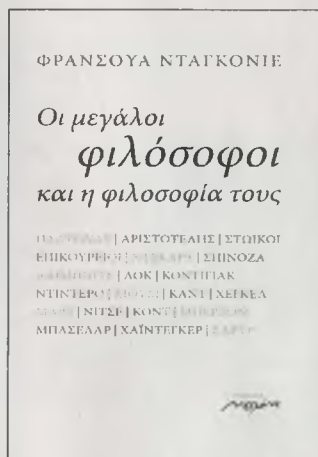 ΦΡΑΝΣΟΥΑ ΝΤΑΓΚΟΝΙΕ
Οι μεγάλοι
φιλόσοφοι
και η φιλοσοφία τους
| ΑΡΙΣΤΟΤΕΛΗΣ | ΣΤΩΙΚΟΙ
ΕΠΙΚΟΥΡΕΙΟΙ | | ΣΠΙΝΟΖΑ
| ΛΟΚ | ΚΟΝΤΙΓΙΑΚ
ΝΤΙΝΤΕΡΟ | | ΚΑΝΤ | ΧΕΓΚΕΛ
| ΝΙΤΣΕ | ΚΟΝΤ |
ΜΠΑΣΕΛΑΡ | ΧΑΪΝΤΕΓΚΕΡ |